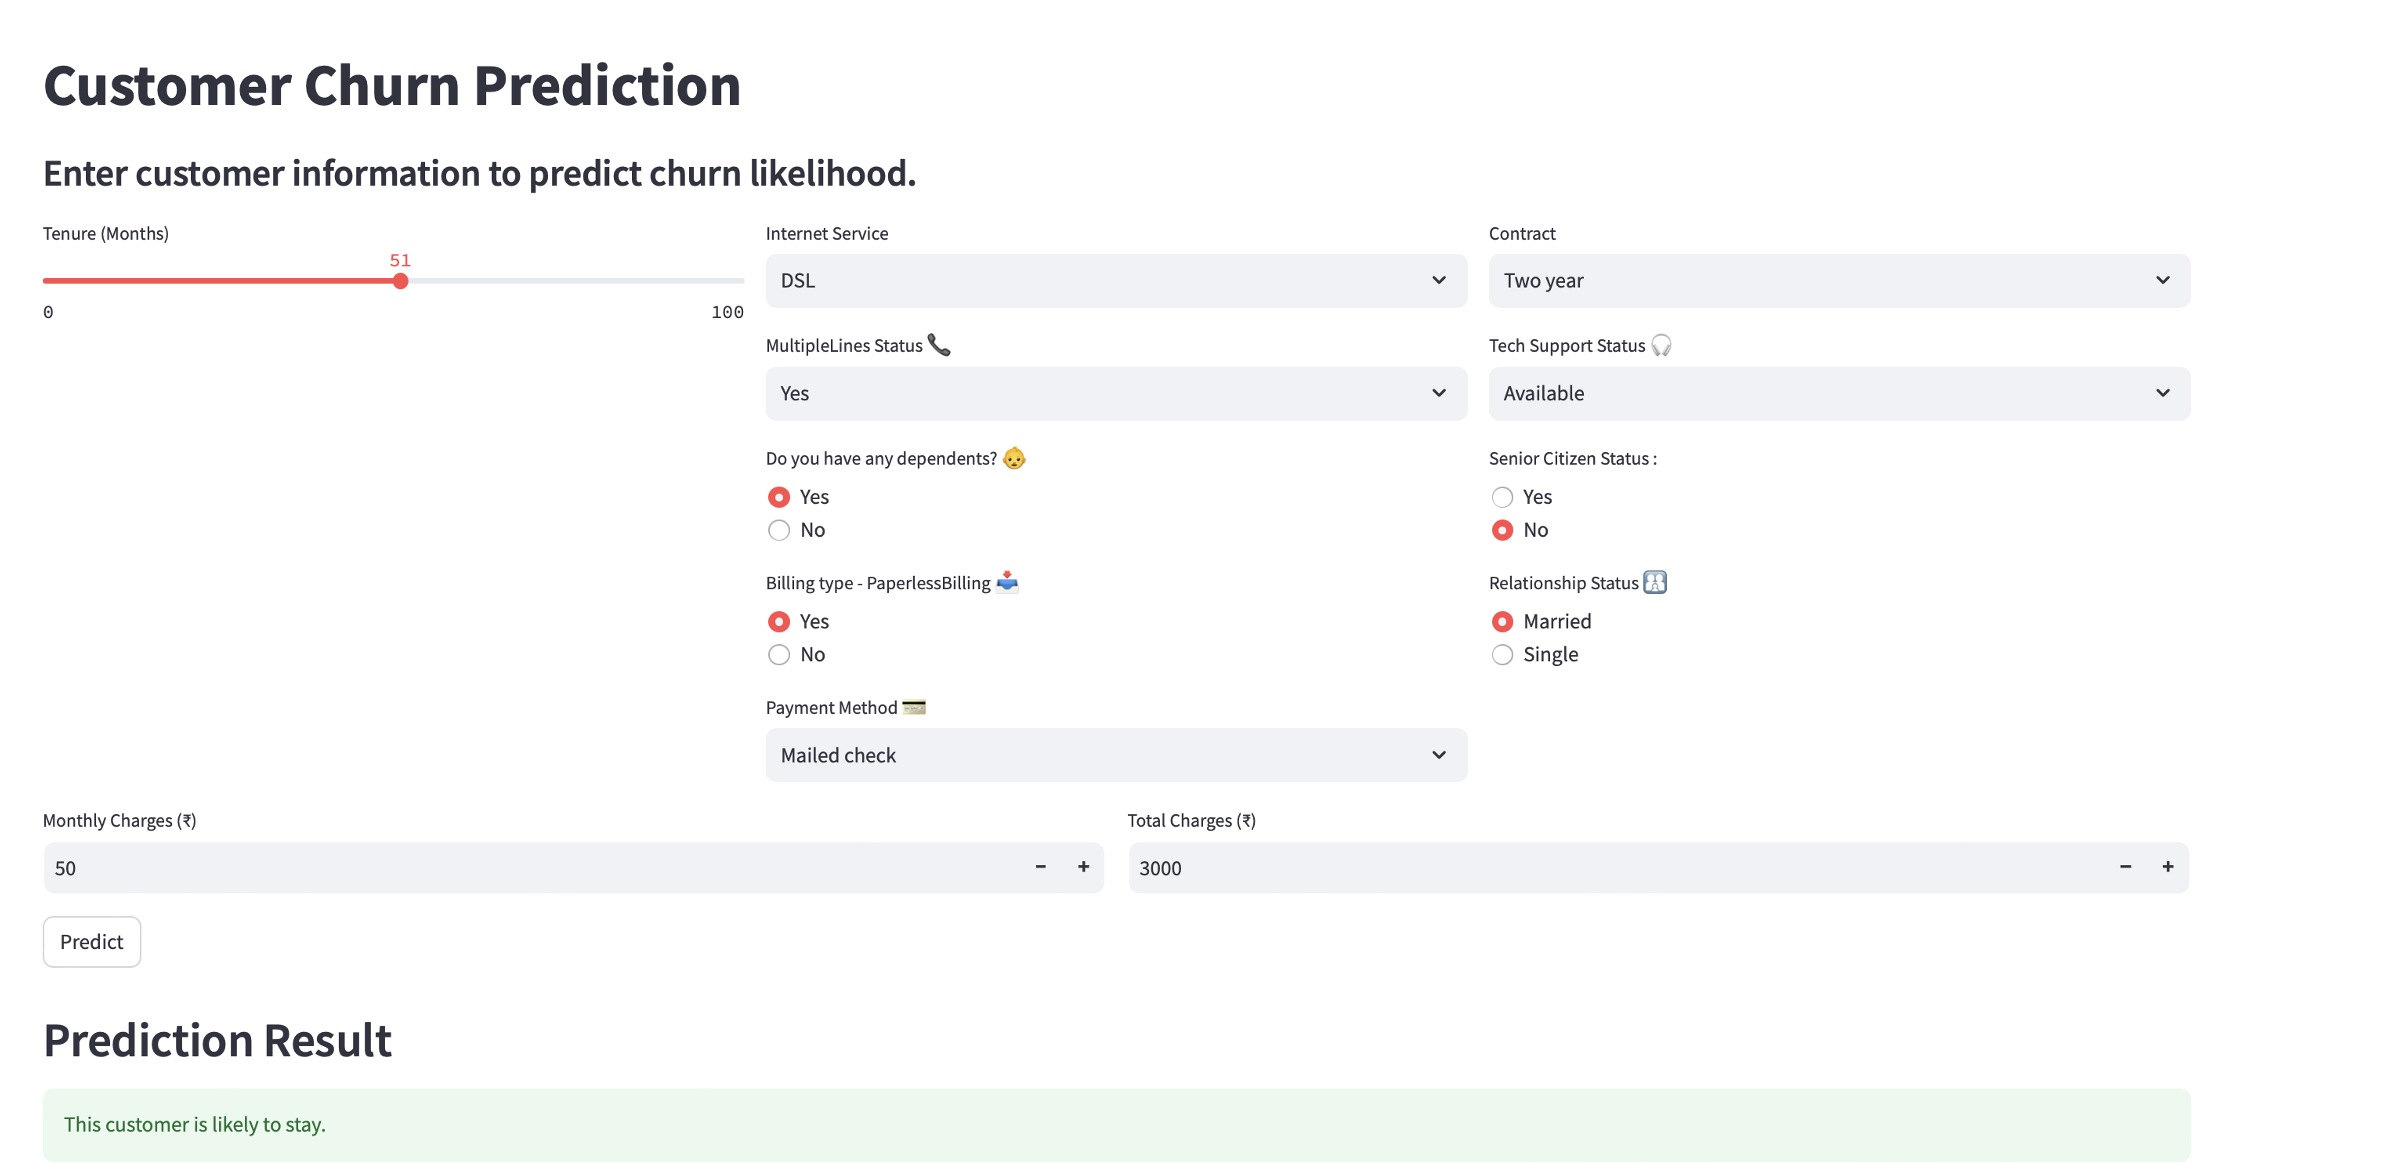 Customer Churn Prediction
Enter customer information to predict churn likelihood.
Tenure (Months)
51
0
100
Internet Service
DSL
MultipleLines Status 📞
Yes
Do you have any dependents? 👶
Yes
No
Billing type - PaperlessBilling 📥
Yes
No
Payment Method 💳
Mailed check
Contract
Two year
Tech Support Status 🎧
Available
Senior Citizen Status :
Yes
No
Relationship Status 🚻
Married
Single
Monthly Charges (₹)
50
Total Charges (₹)
3000
Predict
Prediction Result
This customer is likely to stay.